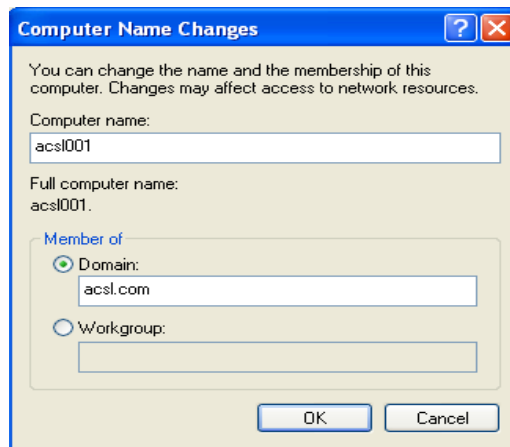 Computer Name Changes
You can change the name and the membership of this
computer. Changes may affect access to network resources.
Computer name:
acsl001
Full computer name:
acsl001.
Member of
Domain:
acsl.com
Workgroup:
OK Cancel